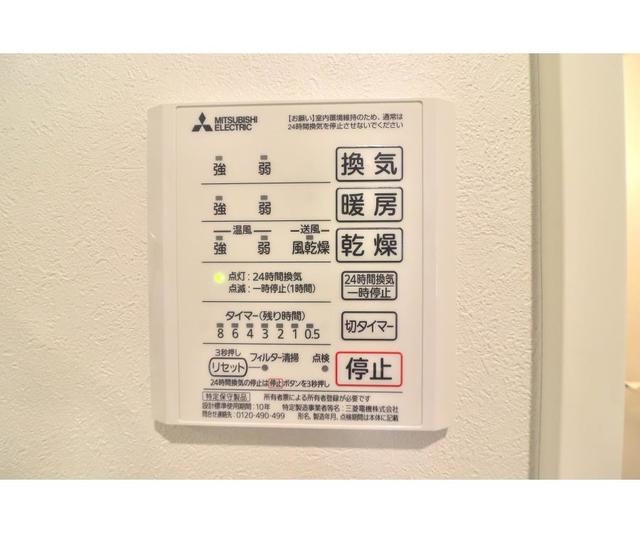 MITSUBISHI
ELECTRIC
【お願い】室内環境維持のため、通常は
24時間換気を停止させないでください
強 弱 換気
強 弱 暖房
温風 送風
強 弱 風乾燥 乾燥
点灯:24時間換気
点滅:一時停止(1時間)
24時間換気
一時停止
タイマー(残り時間)
8 6 4 3 2 1 0.5
切タイマー
3秒押し
リセット フィルター清掃 点検
停止
24時間換気の停止は停止ボタンを3秒押し
特定保守製品 所有者票による所有者登録が必要です
設計標準使用期間:10年 特定製造事業者等名:三菱電機株式会社
問合せ連絡先:0120-490-499 形名、製造年月、点検期間は本体に記載